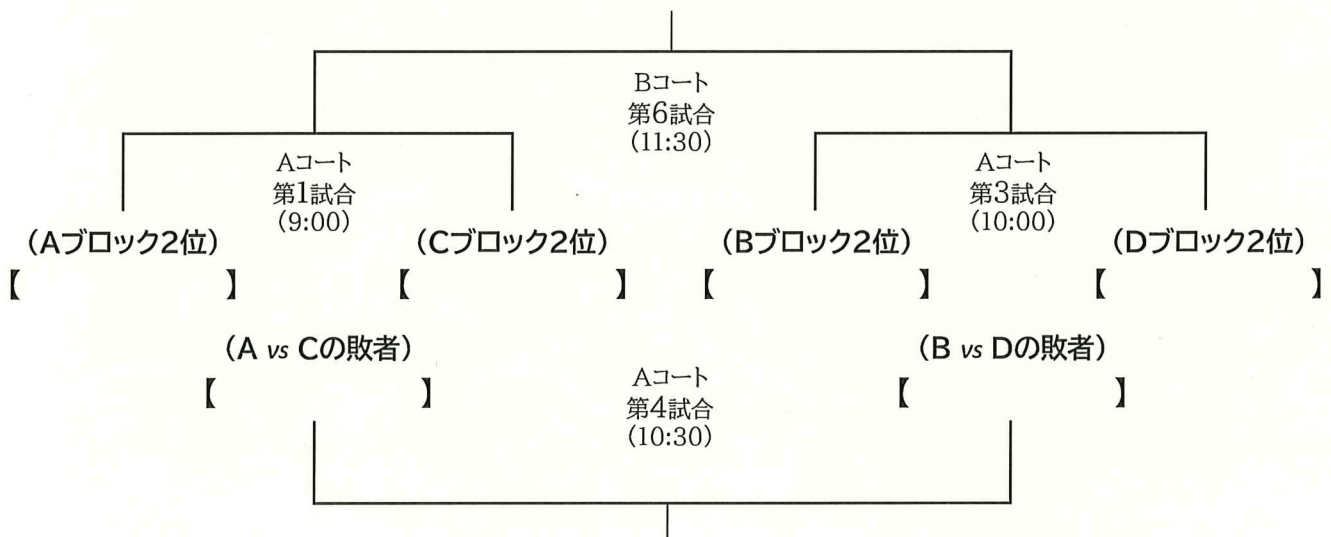 Bコート
第6試合
(11:30)
Aコート
第1試合
(9:00)
Aコート
第3試合
(10:00)
(Aブロック2位)
(Cブロック2位)
(Bブロック2位)
(Dブロック2位)
【 】
【 】
【 】
【 】
(A vs Cの敗者)
(B vs Dの敗者)
【 】
【 】
Aコート
第4試合
(10:30)